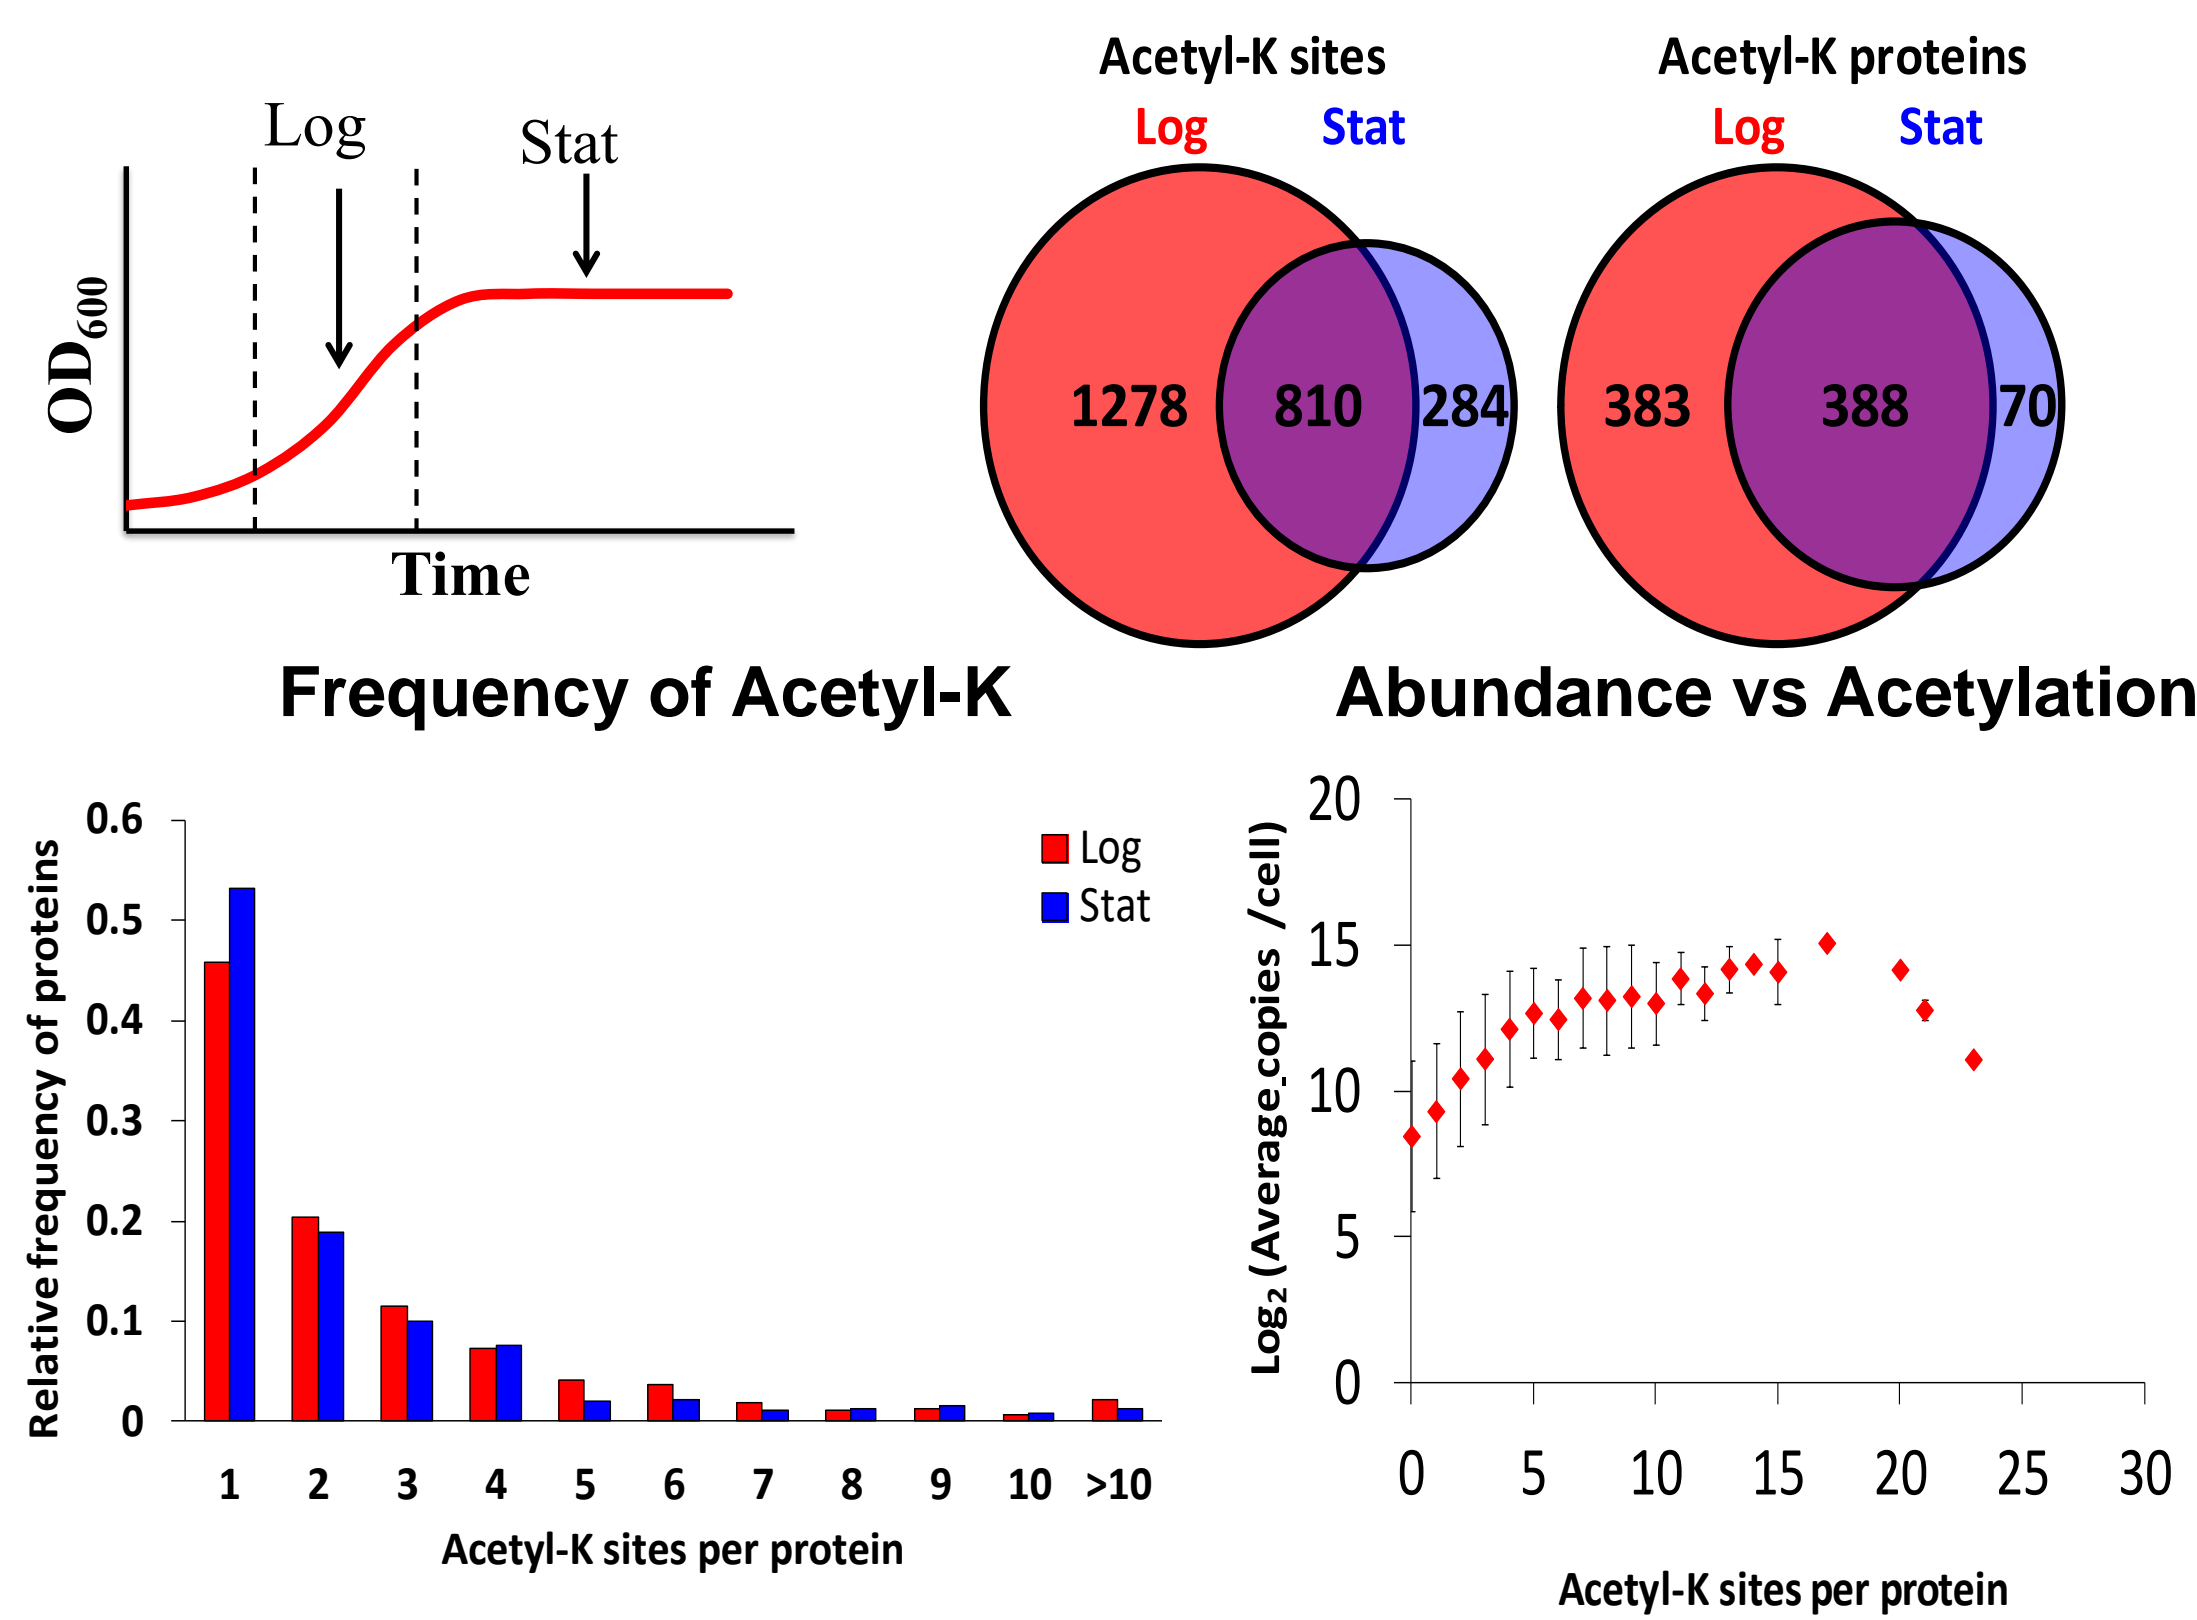 Log
Stat
OD600
Time
Acetyl-K sites
Log Stat
1278 810 284
Acetyl-K proteins
Log Stat
383 388 70
Frequency of Acetyl-K
Relative frequency of proteins
0.6
0.5
0.4
0.3
0.2
0.1
0
Log
Stat
1 2 3 4 5 6 7 8 9 10 >10
Acetyl-K sites per protein
Abundance vs Acetylation
Log2 (Average_copies /cell)
20
15
10
5
0
0 5 10 15 20 25 30
Acetyl-K sites per protein